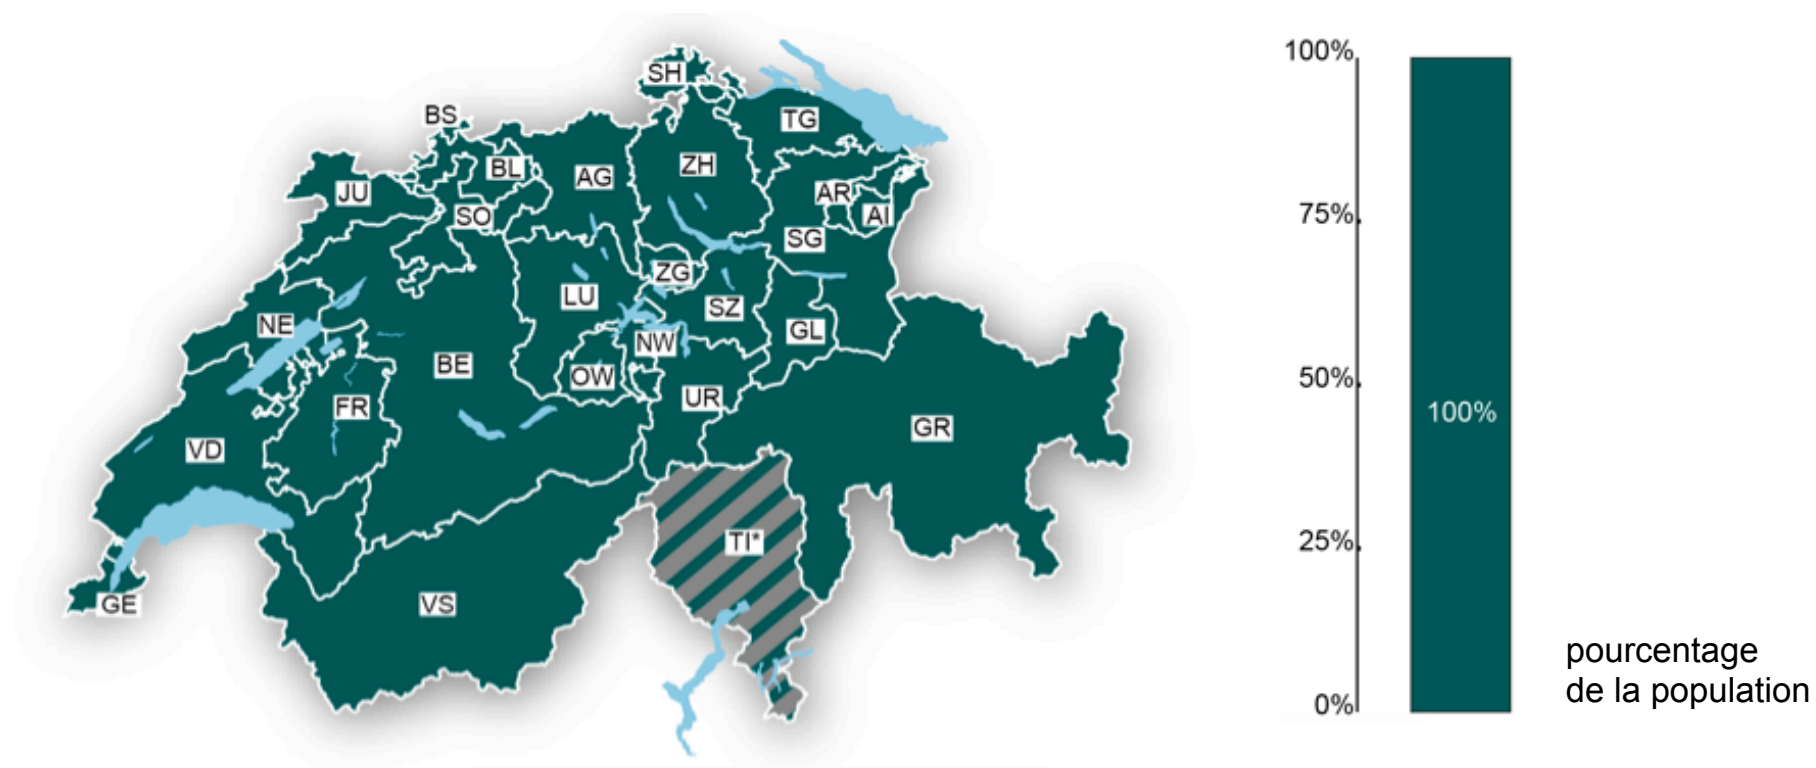 SH
BS
TG
BL
ZH
AG
JU
AR
SO
AI
SG
ZG
LU
SZ
NE
GL
NW
BE
OW
UR
FR
GR
VD
TI*
GE
VS
100%
75%
50%
25%
0%
100%
pourcentage
de la population